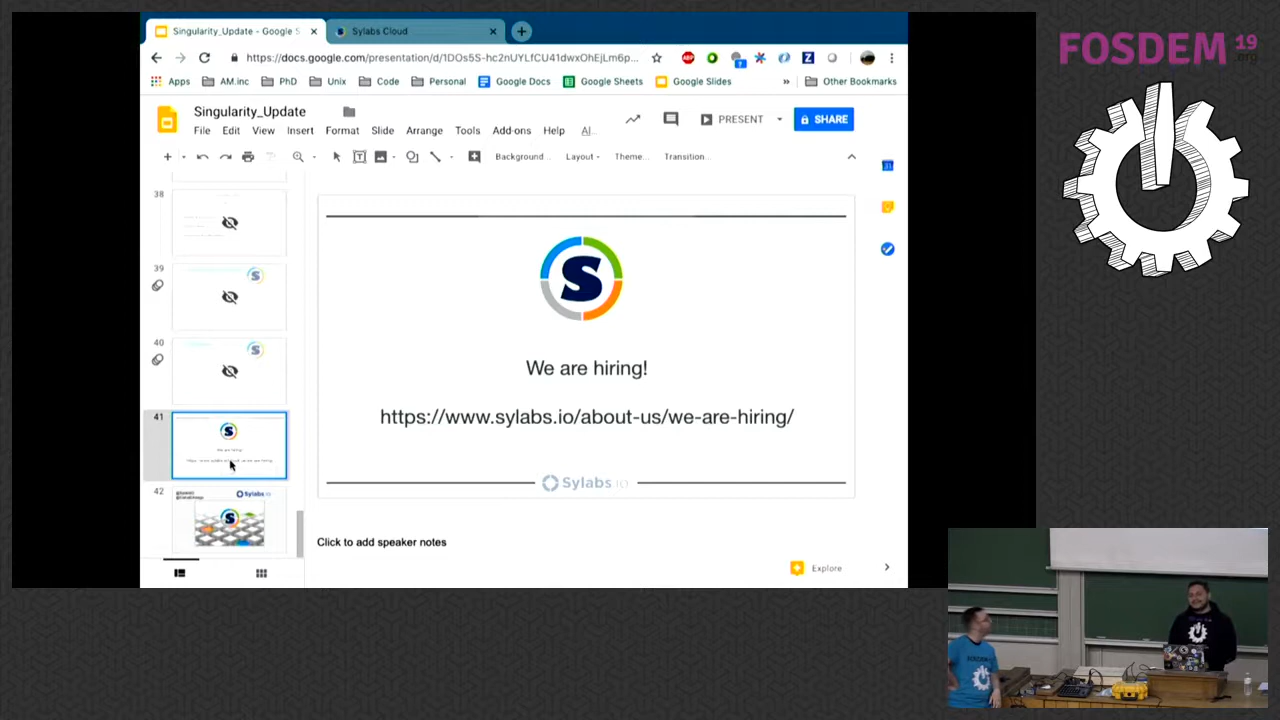 Singularity_Update - Google S
Sylabs Cloud
https://docs.google.com/presentation/d/1DOs5S-hc2nUYLfCU41dwxOhEjLm6p...
Apps
AM.inc
PhD
Unix
Code
Personal
Google Docs
Google Sheets
Google Slides
»
Other Bookmarks
Singularity_Update
File Edit View Insert Format Slide Arrange Tools Add-ons Help Al..
PRESENT
SHARE
Background...
Layout
Theme...
Transition...
38
39
40
41
42
We are hiring!
https://www.sylabs.io/about-us/we-are-hiring/
Sylabs IO
Click to add speaker notes
Explore
FOSDEM 19
.org